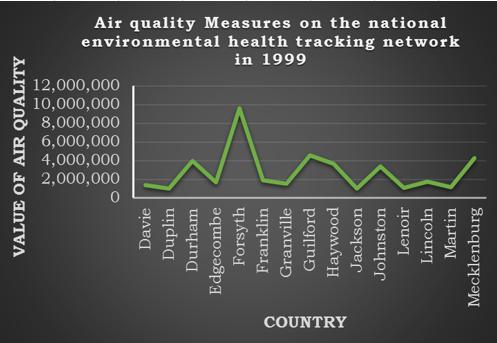 Air quality Measures on the national
environmental health tracking network
in 1999
VALUE OF AIR QUALITY
12,000,000
10,000,000
8,000,000
6,000,000
4,000,000
2,000,000
0
Davie
Duplin
Durham
Edgecombe
Forsyth
Franklin
Granville
Guilford
Haywood
Jackson
Johnston
Lenoir
Lincoln
Martin
Mecklenburg
COUNTRY